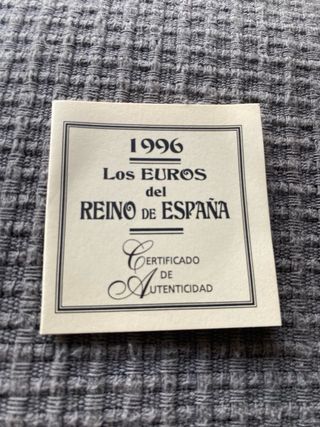 1996
Los EUROS
del
REINO DE ESPAÑA
CERTIFICADO
DE
AUTENTICIDAD